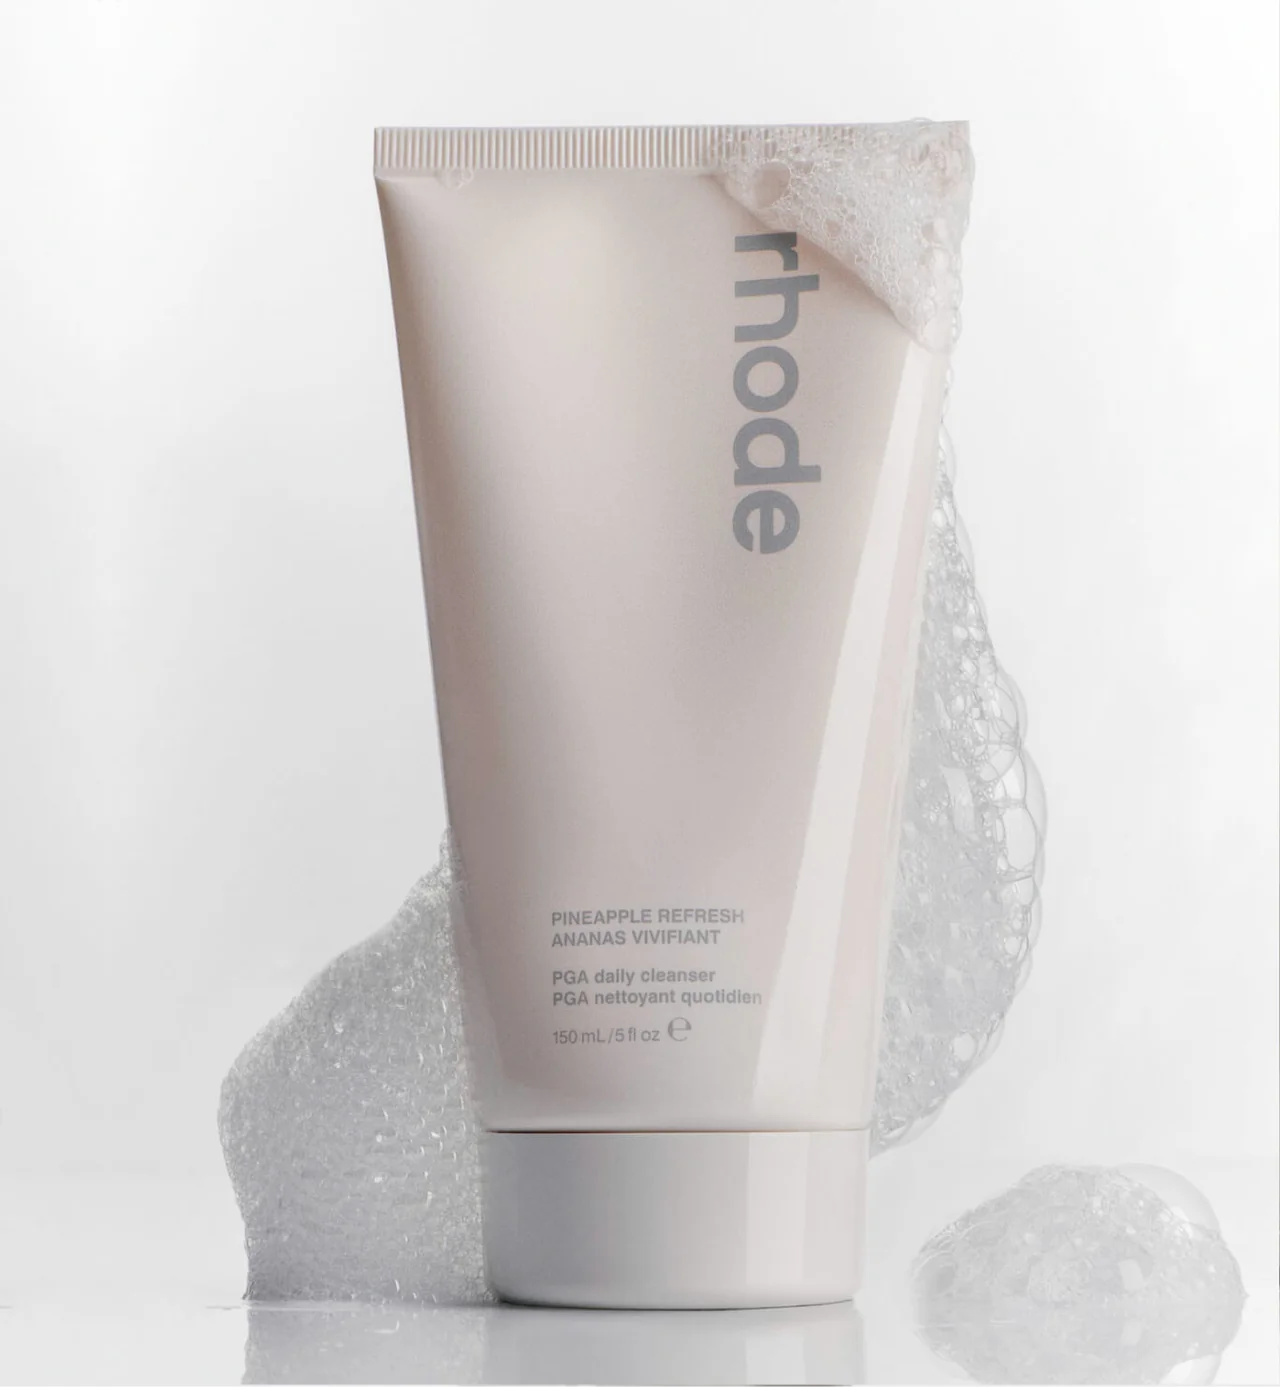 rhode
PINEAPPLE REFRESH
ANANAS VIVIFIANT
PGA daily cleanser
PGA nettoyant quotidien
150 mL/5 fl oz ℮